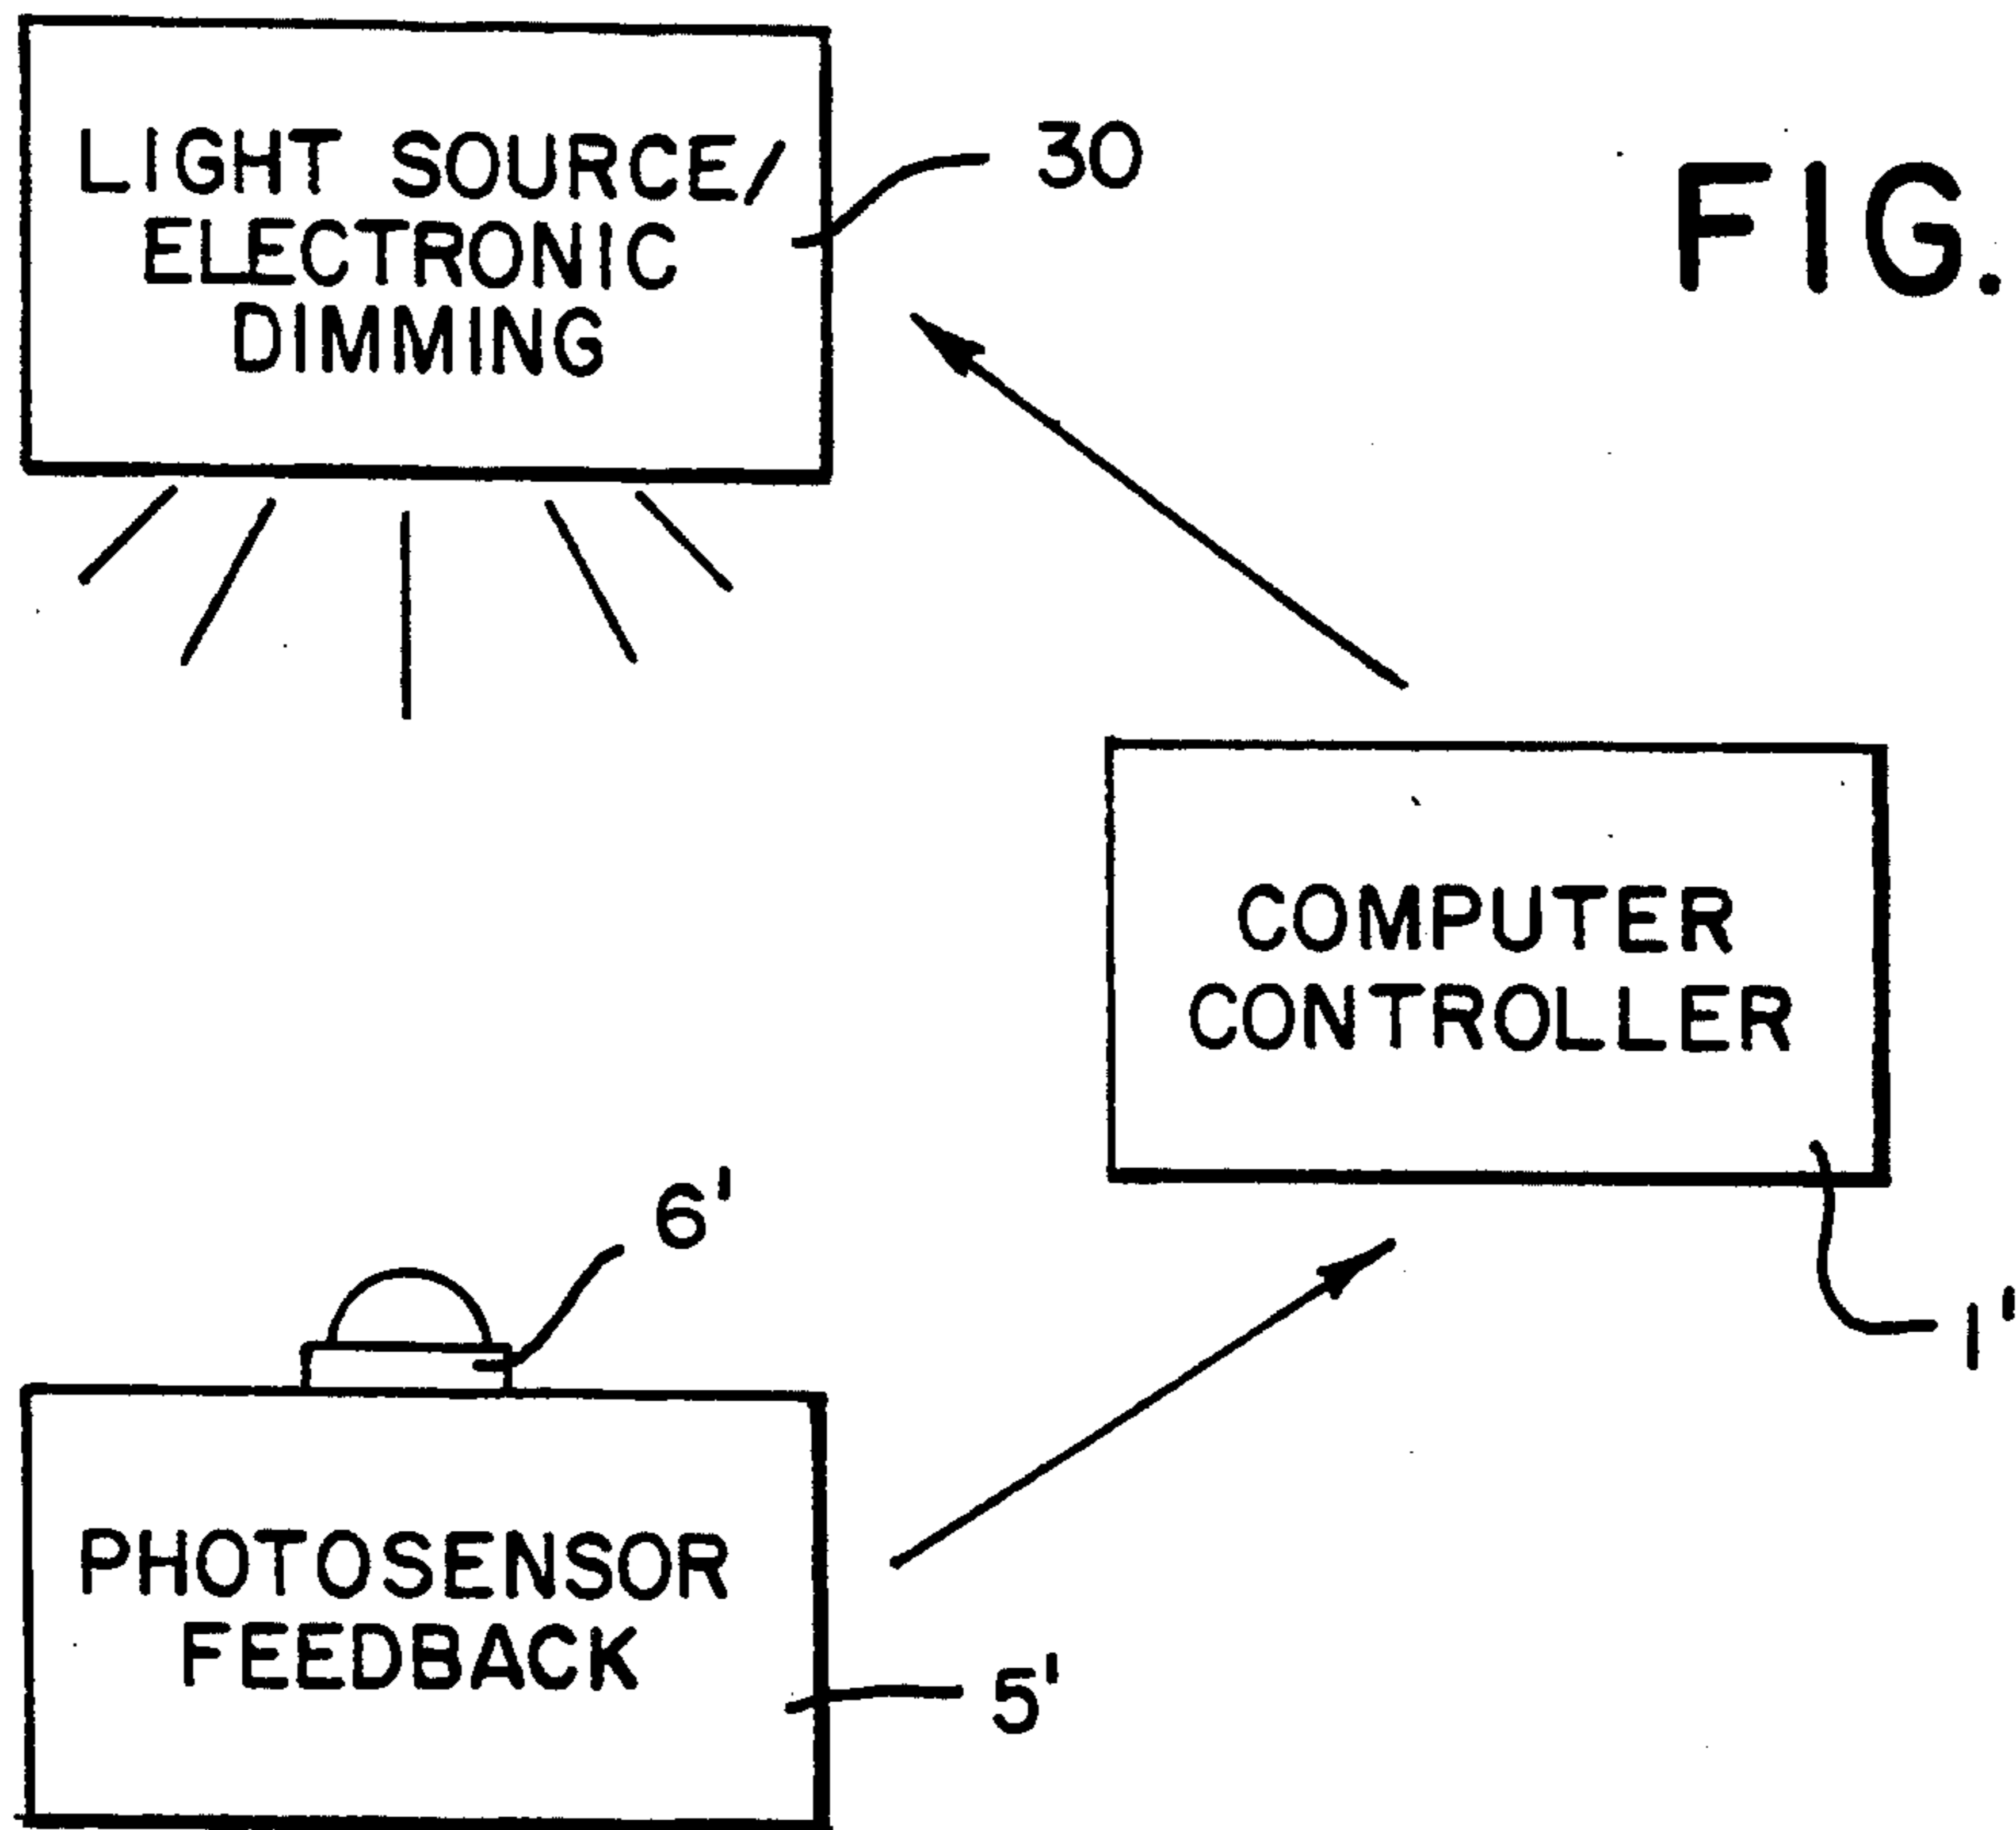 LIGHT SOURCE/
ELECTRONIC
DIMMING
30
FIG.
COMPUTER
CONTROLLER
1'
6'
PHOTOSENSOR
FEEDBACK
5'